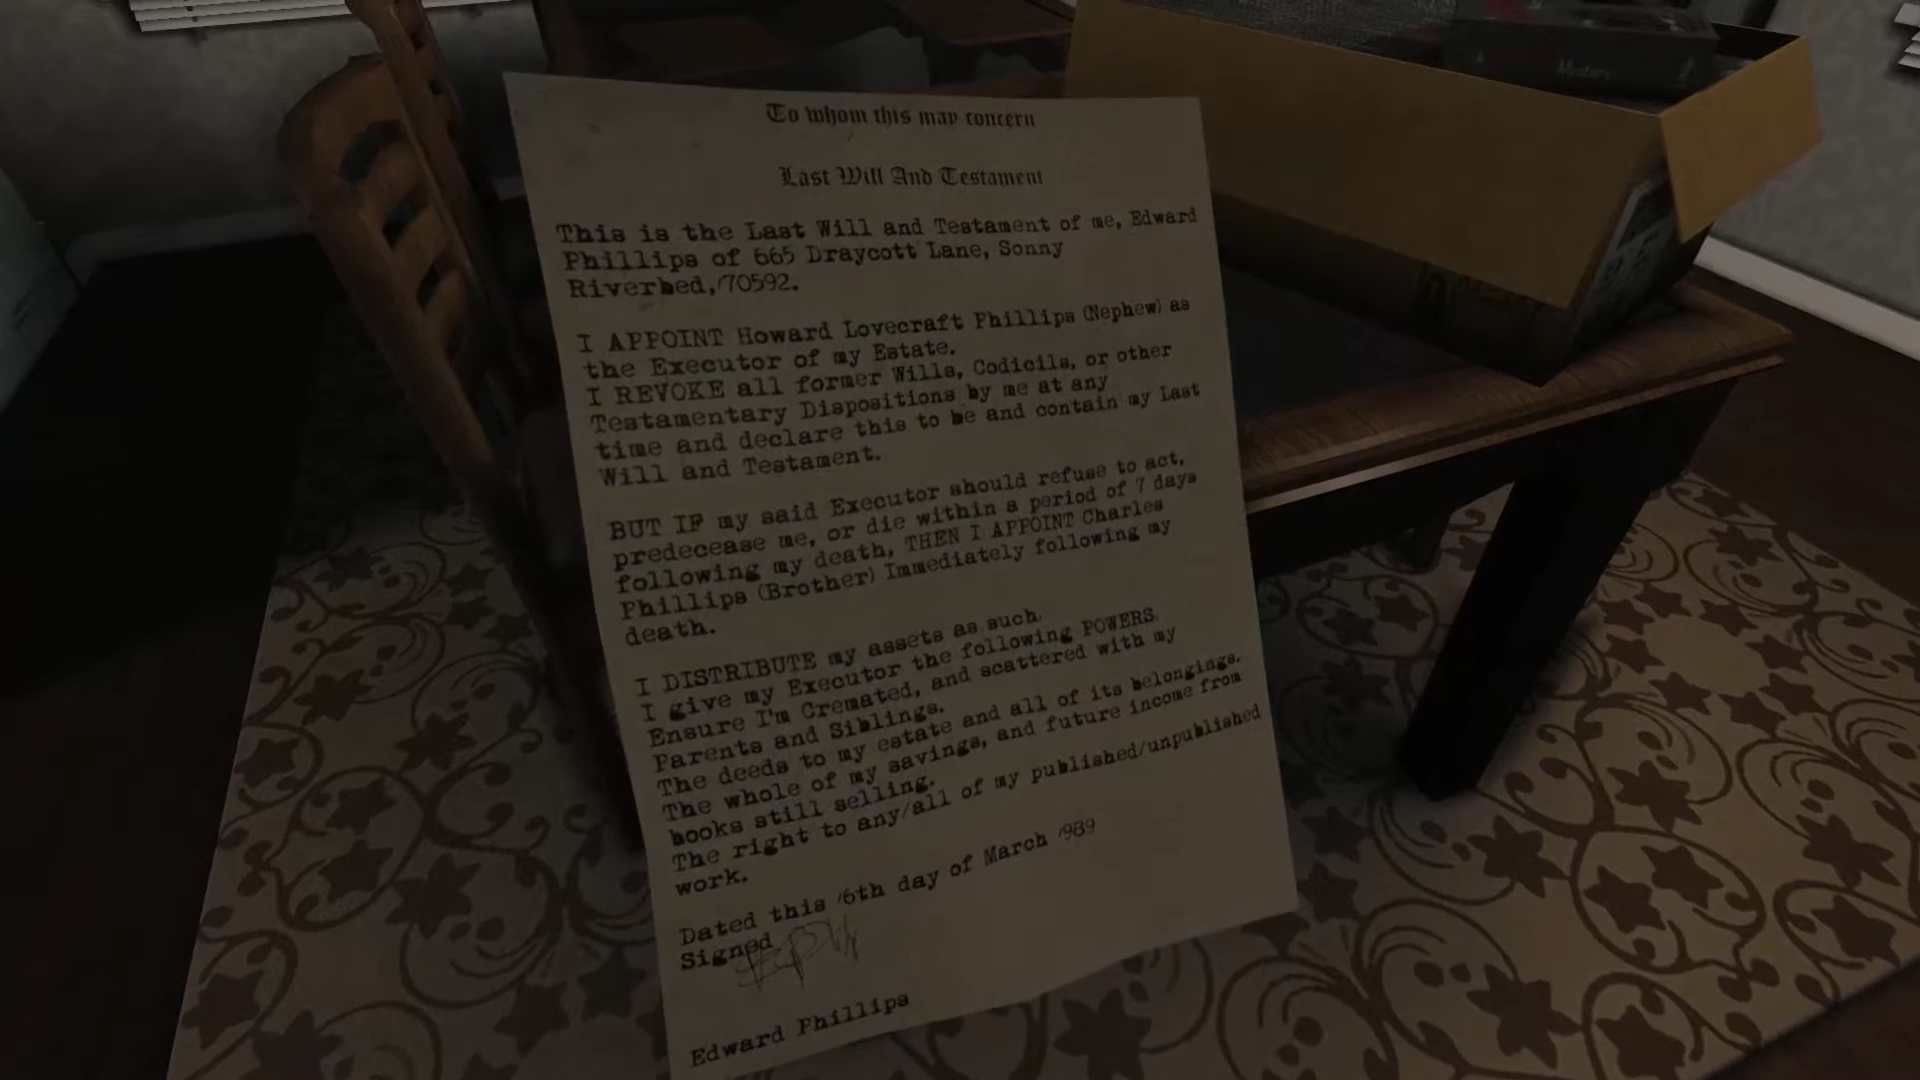 Mystery
To whom this may concern
Last Will And Testament
This is the Last Will and Testament of me, Edward
Phillips of 665 Draycott Lane, Sonny
Riverbed, 70592.
I APPOINT Howard Lovecraft Phillips (Nephew) as
the Executor of my Estate.
I REVOKE all former Wills, Codicils, or other
Testamentary Dispositions by me at any
time and declare this to be and contain my Last
Will and Testament.
BUT IF my said Executor should refuse to act,
predecease me, or die within a period of 7 days
following my death, THEN I APPOINT Charles
Phillips (Brother) Immediately following my
death.
I DISTRIBUTE my assets as such.
I give my Executor the following POWERS.
Ensure I'm Cremated, and scattered with my
Parents and Siblings.
The deeds to my estate and all of its belongings.
The whole of my savings, and future income from
books still selling.
The right to any/all of my published/unpublished
work.
Dated this 16th day of March 1989
Signed
Edward Phillips